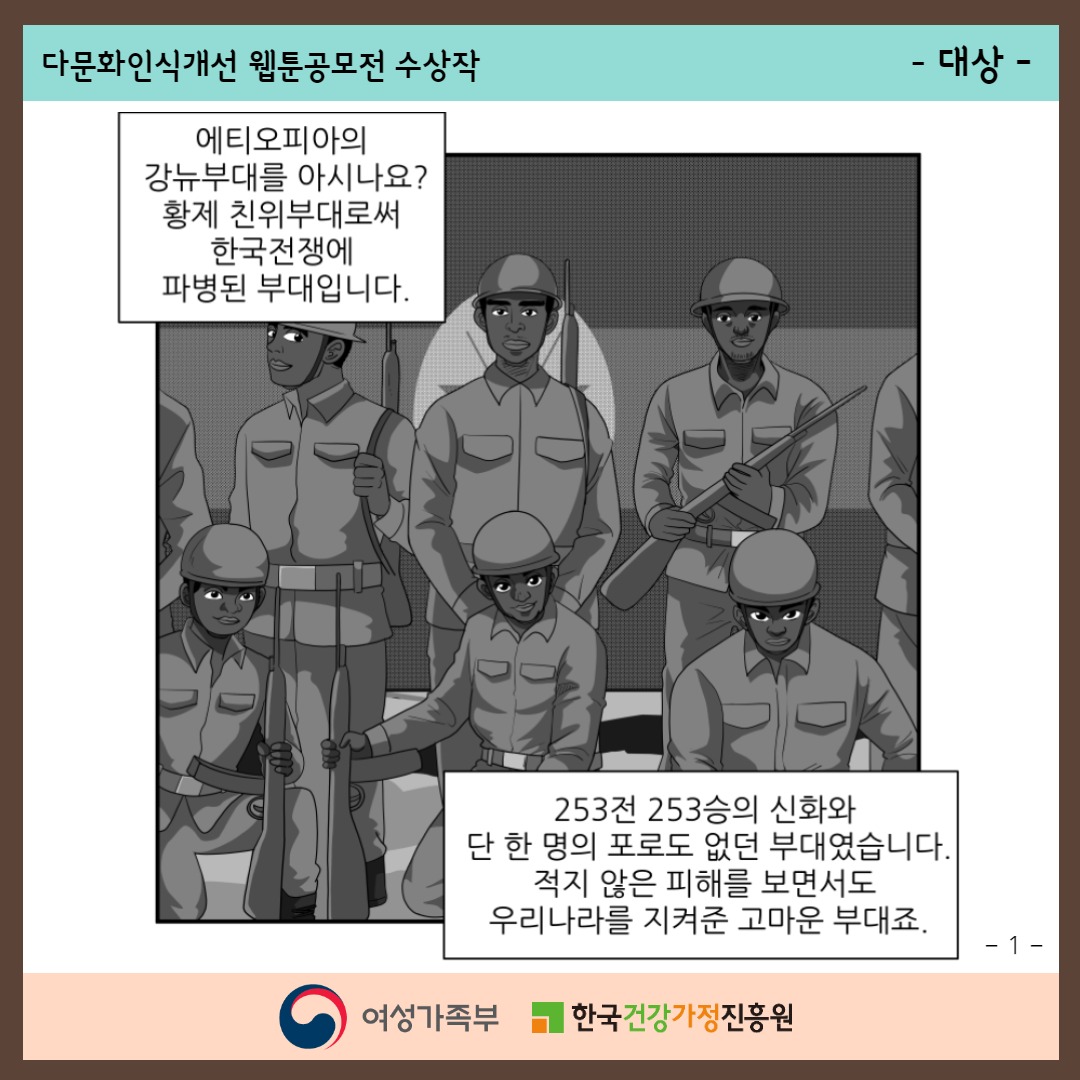 다문화인식개선 웹툰공모전 수상작
- 대상 -
에티오피아의
강뉴부대를 아시나요?
황제 친위부대로써
한국전쟁에
파병된 부대입니다.
253전 253승의 신화와
단 한 명의 포로도 없던 부대였습니다.
적지 않은 피해를 보면서도
우리나라를 지켜준 고마운 부대죠.
- 1 -
여성가족부
한국건강가정진흥원